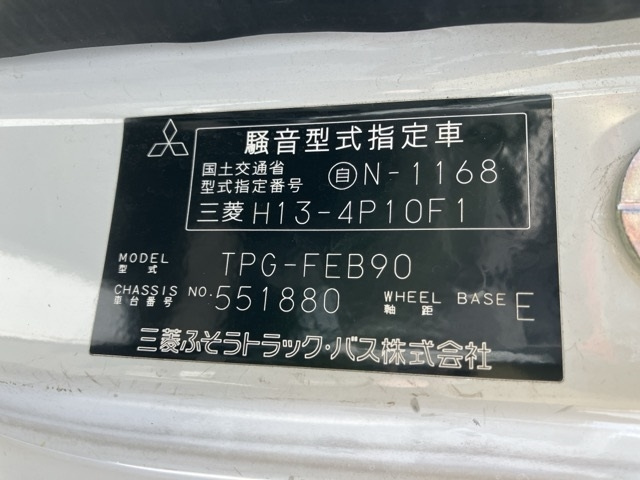 騒音型式指定車
国土交通省
型式指定番号 自N-1168
三菱 H13-4P10F1
MODEL
型式 TPG-FEB90
CHASSIS NO.
車台番号 551880 WHEEL BASE
軸距 E
三菱ふそうトラック・バス株式会社